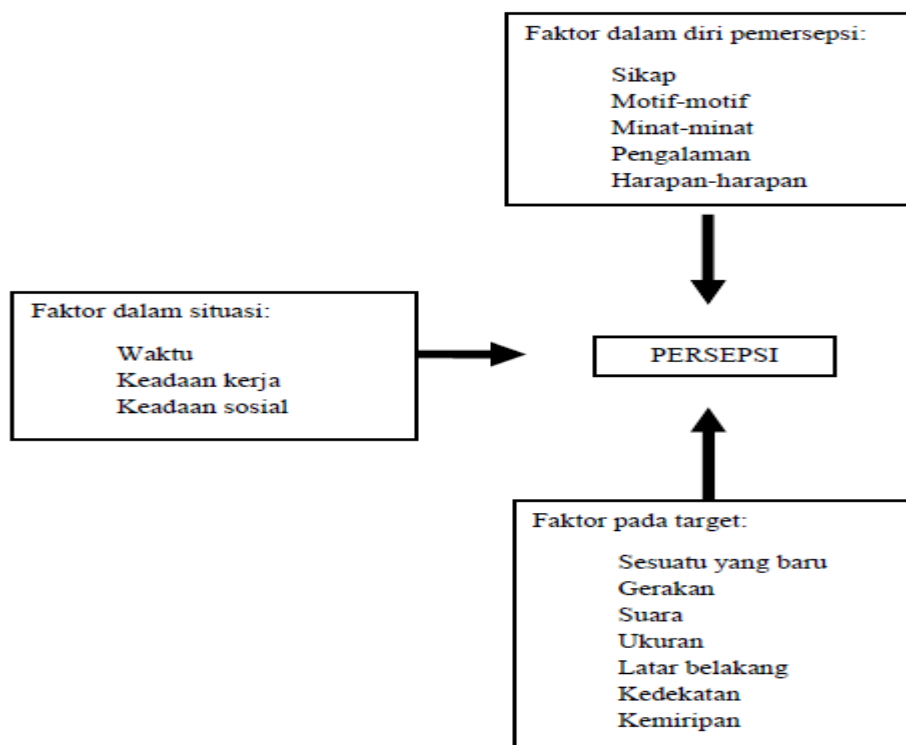 Faktor dalam diri pemersepsi:
Sikap
Motif-motif
Minat-minat
Pengalaman
Harapan-harapan
Faktor dalam situasi:
Waktu
Keadaan kerja
Keadaan sosial
PERSEPSI
Faktor pada target:
Sesuatu yang baru
Gerakan
Suara
Ukuran
Latar belakang
Kedekatan
Kemiripan